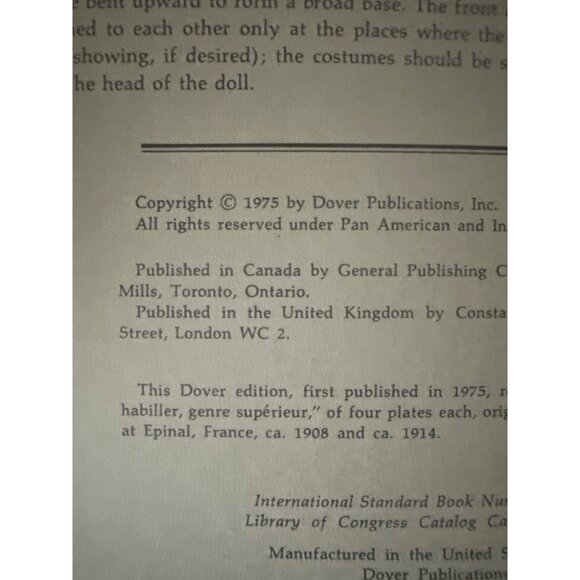 bent upward to form a broad base. The front
to each other only at the places where the
showing, if desired); the costumes should be
the head of the doll.
Copyright © 1975 by Dover Publications, Inc.
All rights reserved under Pan American and In
Published in Canada by General Publishing C
Mills, Toronto, Ontario.
Published in the United Kingdom by Consta
Street, London WC 2.
This Dover edition, first published in 1975, r
habiller, genre supérieur," of four plates each, orig
at Epinal, France, ca. 1908 and ca. 1914.
International Standard Book Nu
Library of Congress Catalog Ca
Manufactured in the United S
Dover Publications